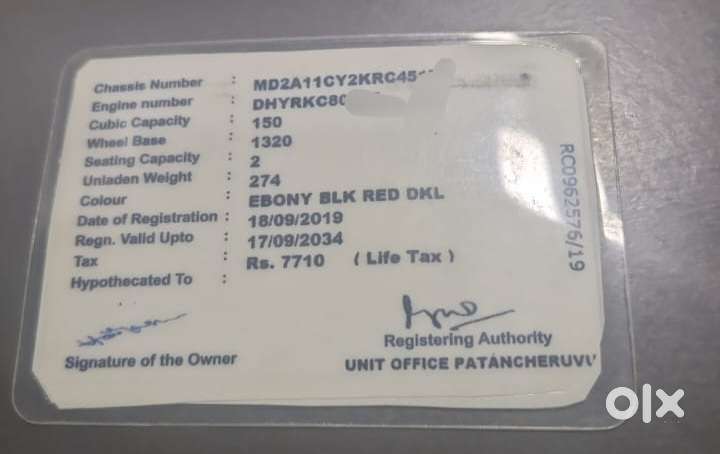 Chassis Number : MD2A11CY2KRC45
Engine number : DHYRKC80
Cubic Capacity : 150
Wheel Base : 1320
Seating Capacity : 2
Unladen Weight : 274
Colour : EBONY BLK RED DKL
Date of Registration : 18/09/2019
Regn. Valid Upto : 17/09/2034
Tax : Rs. 7710 ( Life Tax )
Hypothecated To :
RC0962576/19
Signature of the Owner
Registering Authority
UNIT OFFICE PATANCHERUVU
olx